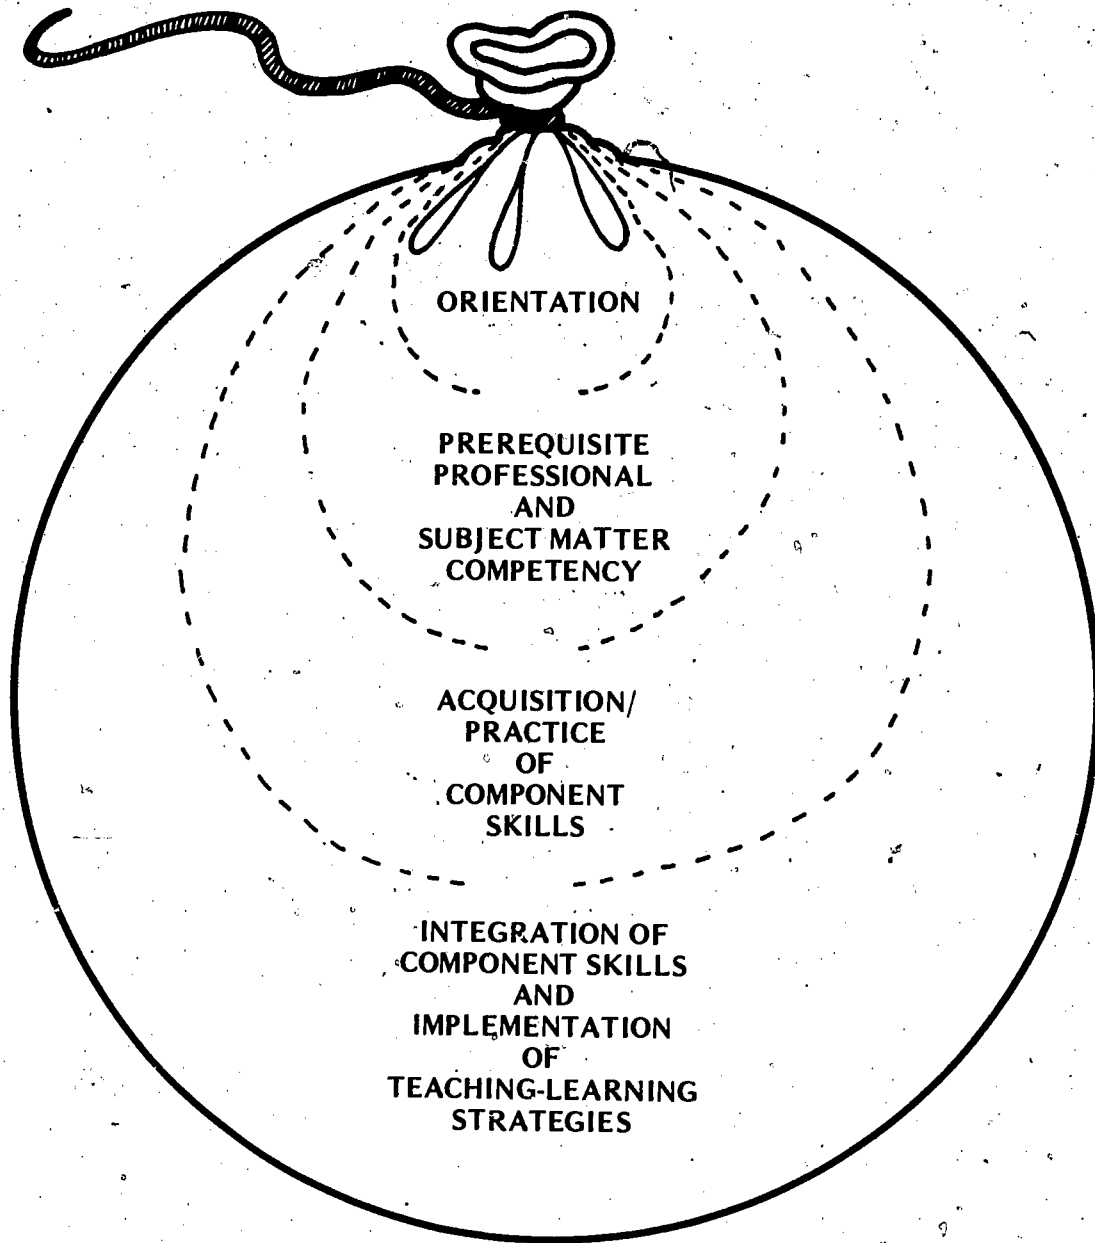 ORIENTATION
PREREQUISITE
PROFESSIONAL
AND
SUBJECT MATTER
COMPETENCY
ACQUISITION/
PRACTICE
OF
COMPONENT
SKILLS
INTEGRATION OF
COMPONENT SKILLS
AND
IMPLEMENTATION
OF
TEACHING-LEARNING
STRATEGIES